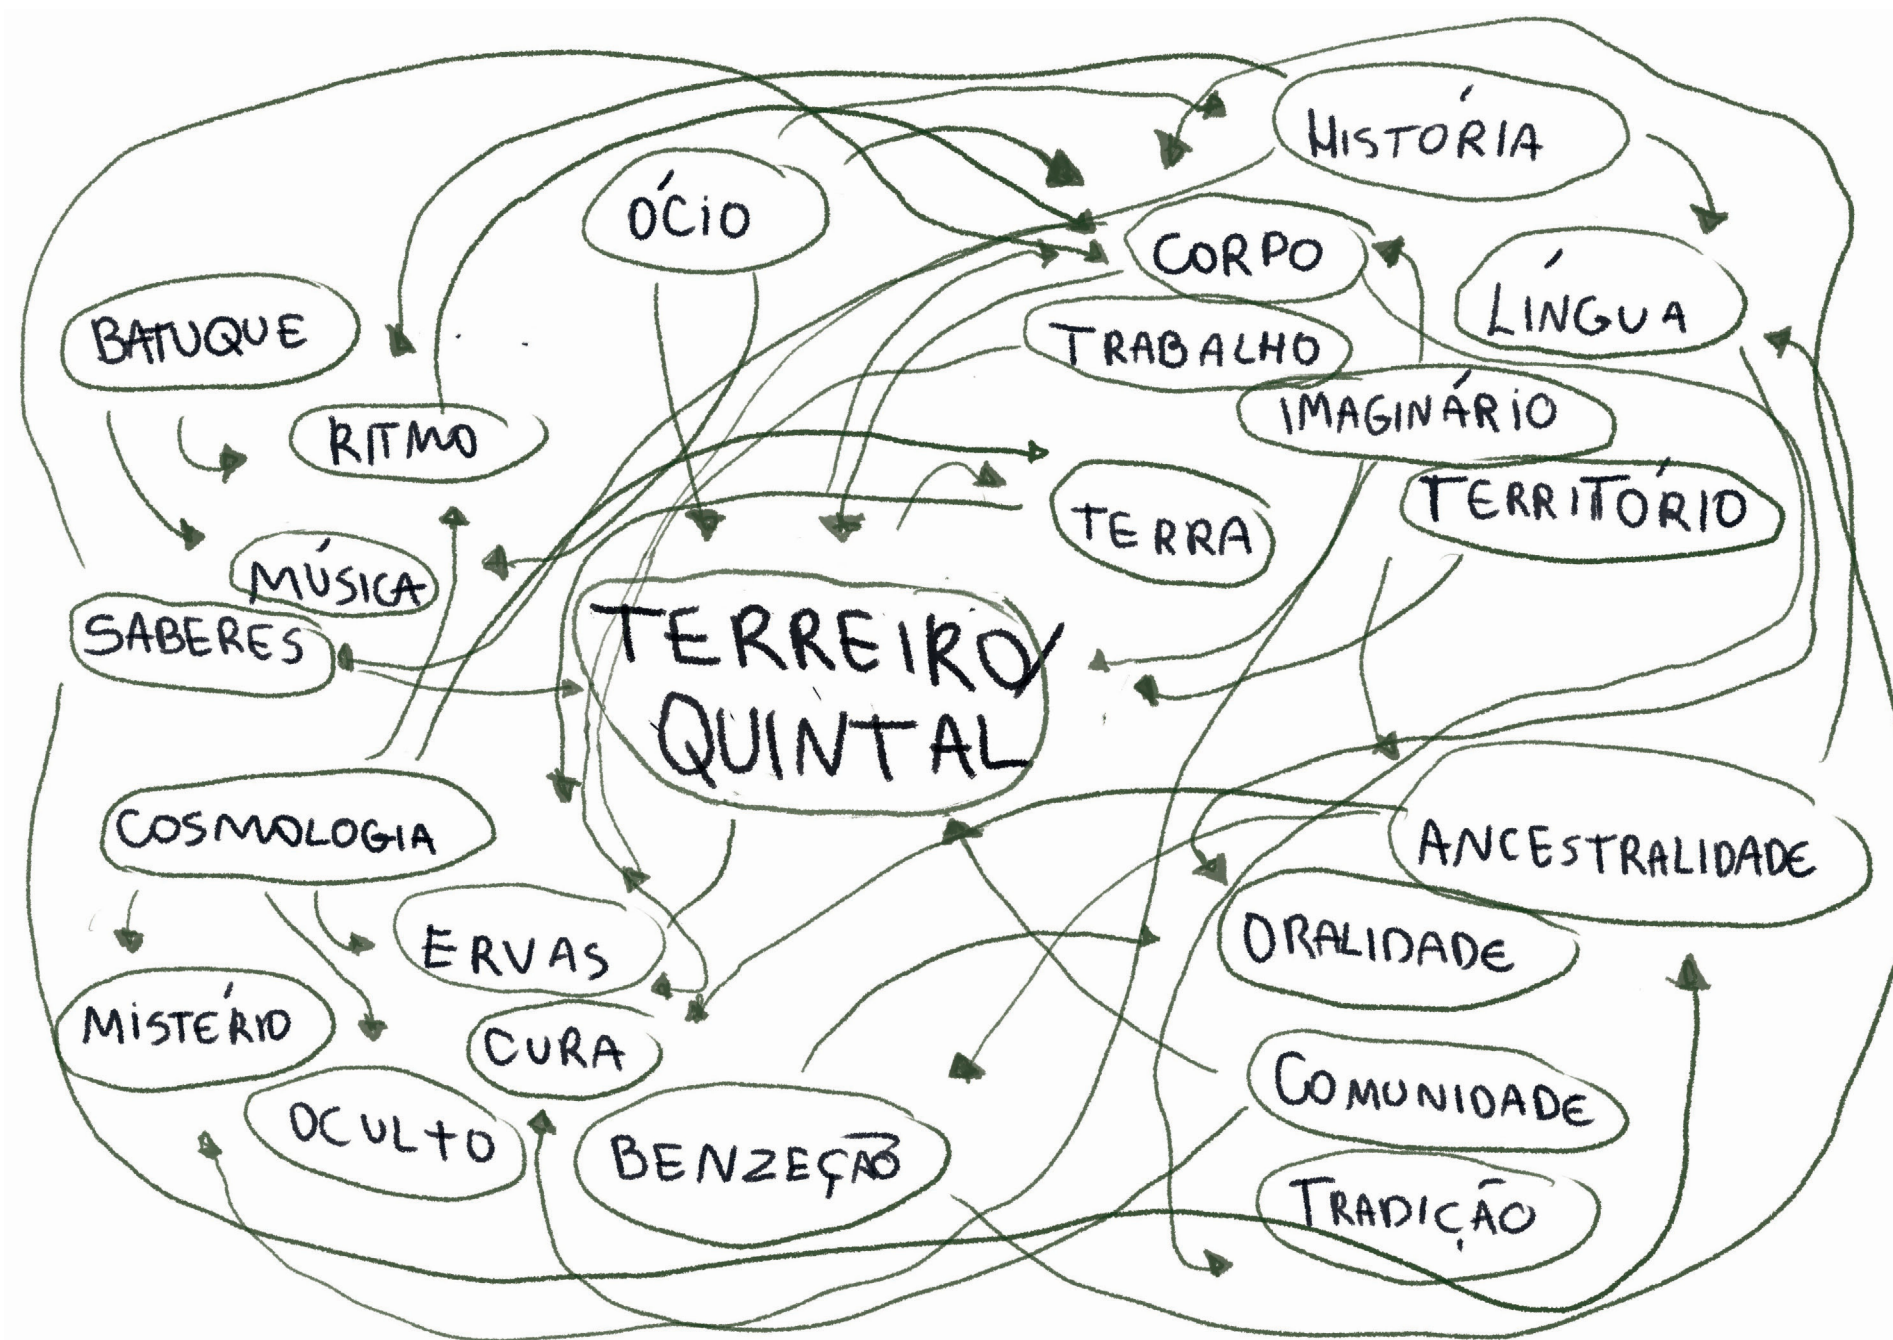 HISTÓRIA
ÓCIO
CORPO
LÍNGUA
BATUQUE
TRABALHO
IMAGINÁRIO
RITMO
TERRITÓRIO
TERRA
MÚSICA
SABERES
TERREIRO/
QUINTAL
COSMOLOGIA
ANCESTRALIDADE
ERVAS
ORALIDADE
MISTÉRIO
CURA
COMUNIDADE
OCULTO
BENZEÇÃO
TRADIÇÃO